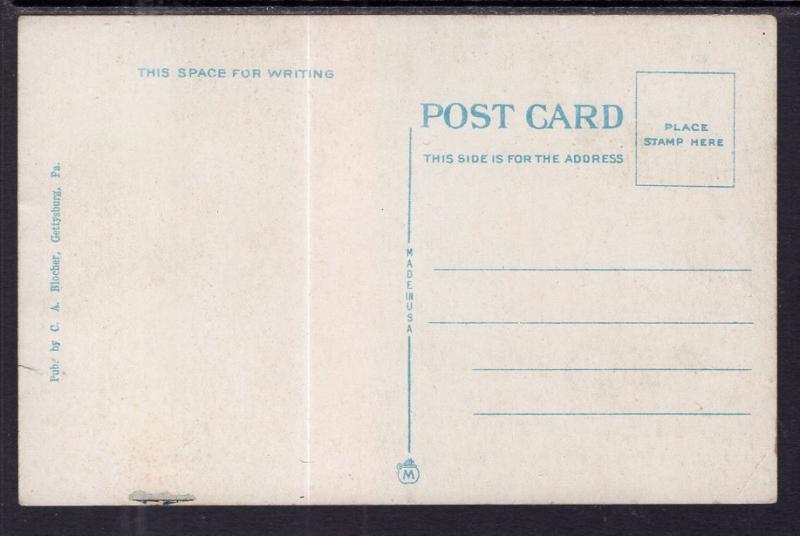 THIS SPACE FOR WRITING
POST CARD
THIS SIDE IS FOR THE ADDRESS
PLACE
STAMP HERE
Pub. by C. A. Blocher, Gettysburg, Pa.
MADE IN USA
M